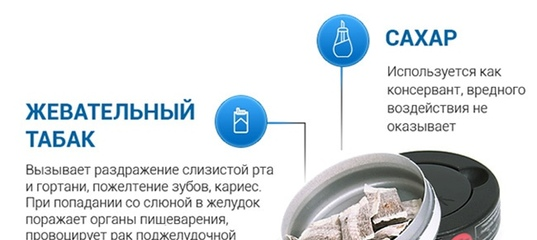 САХАР
Используется как
консервант, вредного
воздействия не
оказывает
ЖЕВАТЕЛЬНЫЙ
ТАБАК
Вызывает раздражение слизистой рта
и гортани, пожелтение зубов, кариес.
При попадании со слюной в желудок
поражает органы пищеварения,
провоцирует рак поджелудочной